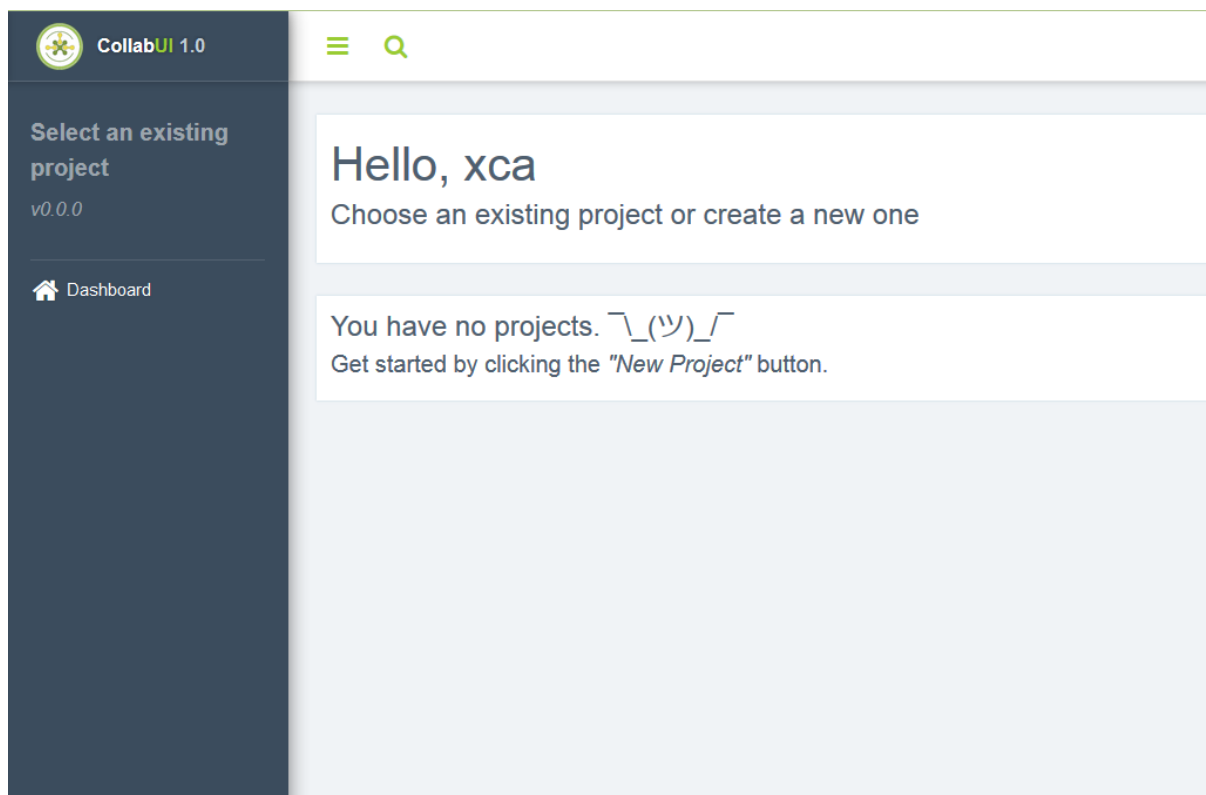 CollabUI 1.0
Select an existing
project
v0.0.0
Dashboard
Hello, xca
Choose an existing project or create a new one
You have no projects. ¯\_(ツ)_/¯
Get started by clicking the "New Project" button.